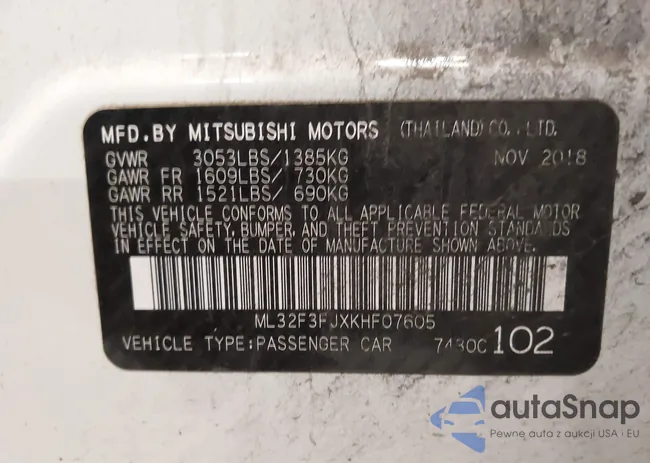 MFD.BY MITSUBISHI MOTORS (THAILAND)CO.,LTD.
GVWR 3053LBS/1385KG NOV 2018
GAWR FR 1609LBS/ 730KG
GAWR RR 1521LBS/ 690KG
THIS VEHICLE CONFORMS TO ALL APPLICABLE FEDERAL MOTOR
VEHICLE SAFETY, BUMPER, AND THEFT PREVENTION STANDARDS
IN EFFECT ON THE DATE OF MANUFACTURE SHOWN ABOVE.
ML32F3FJXKHF07605
VEHICLE TYPE:PASSENGER CAR 7430C 102
autoSnap
Pewne auta z aukcji USA i EU